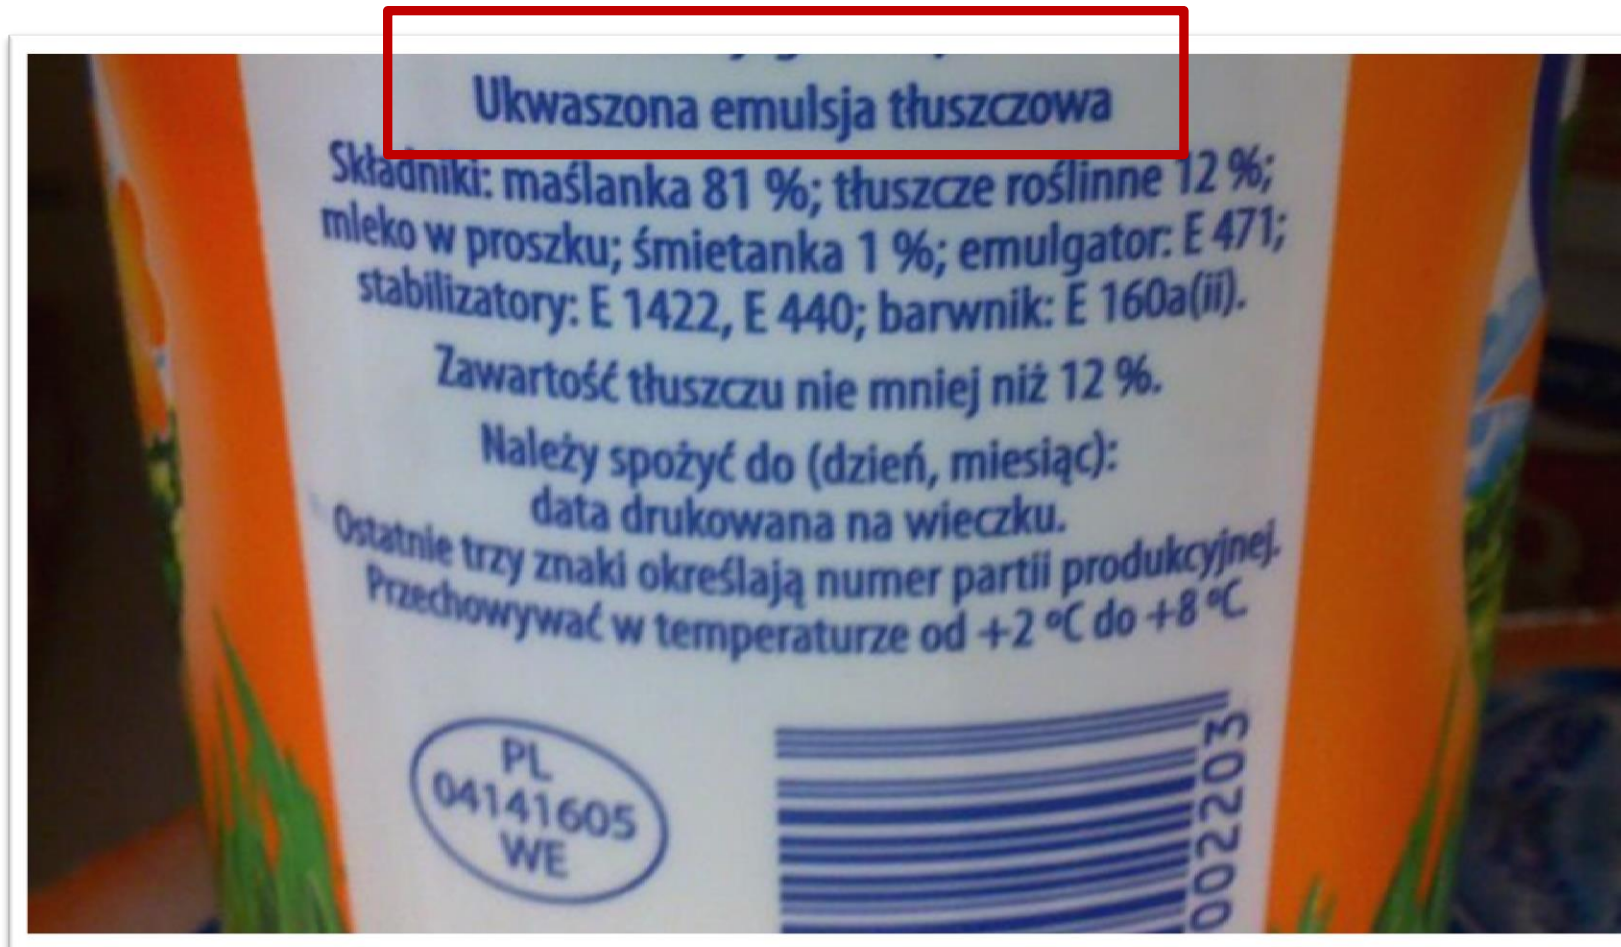 Ukwaszona emulsja tłuszczowa
Składniki: maślanka 81 %; tłuszcze roślinne 12 %;
mleko w proszku; śmietanka 1 %; emulgator: E 471;
stabilizatory: E 1422, E 440; barwnik: E 160a(ii).
Zawartość tłuszczu nie mniej niż 12 %.
Należy spożyć do (dzień, miesiąc):
data drukowana na wieczku.
Ostatnie trzy znaki określają numer partii produkcyjnej.
Przechowywać w temperaturze od +2 °C do +8 °C.
PL
04141605
WE
002203